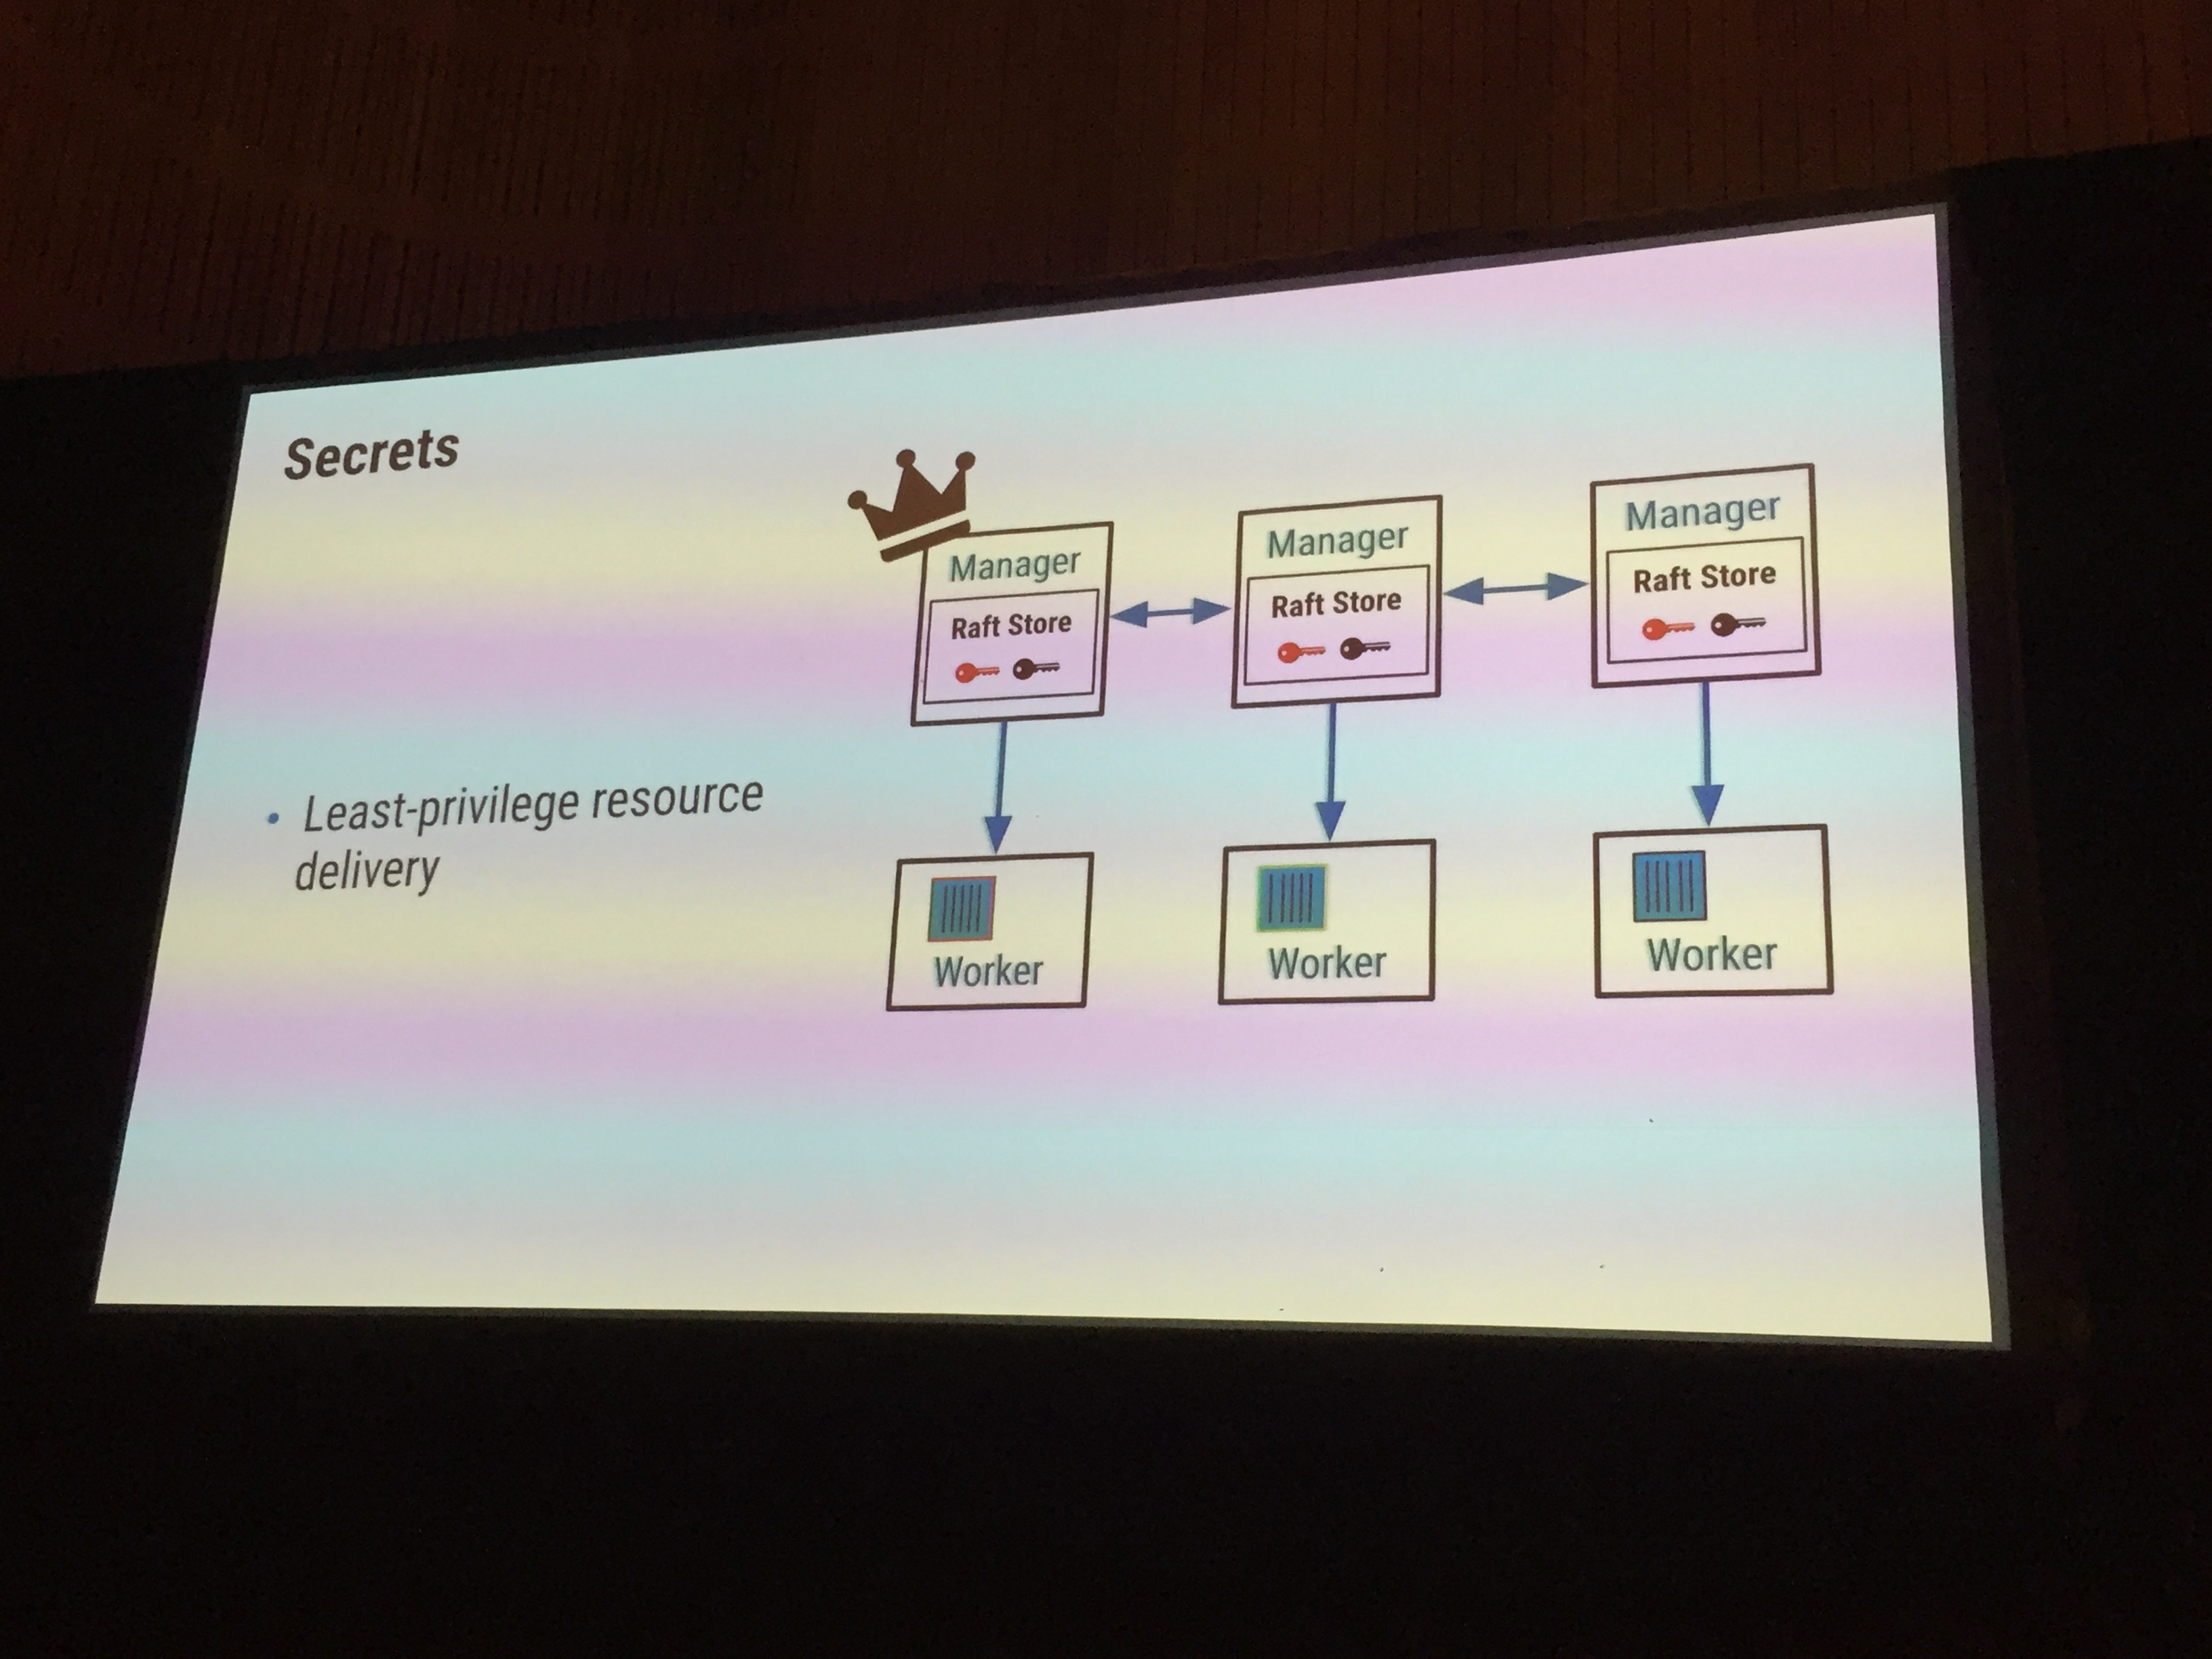 Secrets
Manager
Manager
Manager
Raft Store
Raft Store
Raft Store
• Least-privilege resource
delivery
Worker
Worker
Worker